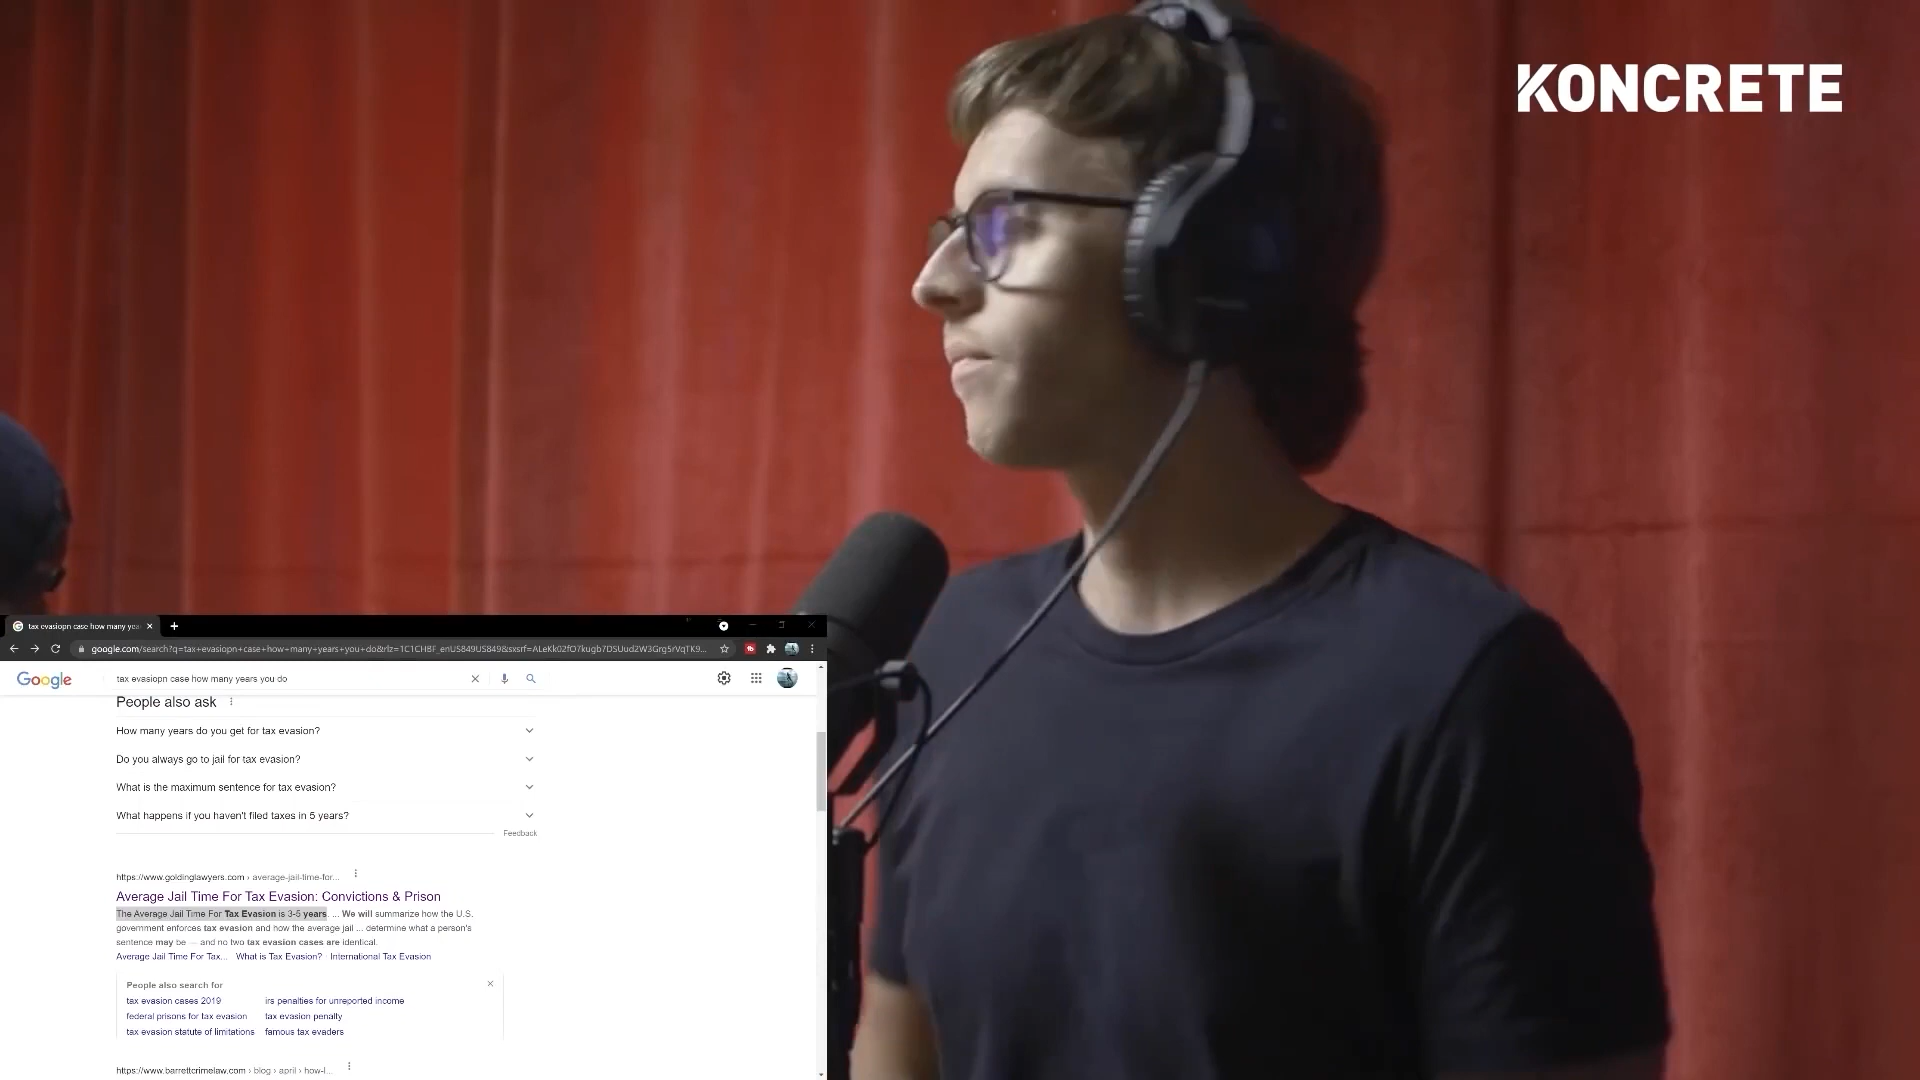 KONCRETE
tax evasiopn case how many yea
google.com/search?q=tax+evasiopn+case+how+many+years+you+do&rlz=1C1CHBF_enUS849US849&sxsrf=ALeKk02fO7kugb7DSUud2W3Grg5rVqTK9...
Google
tax evasiopn case how many years you do
People also ask
How many years do you get for tax evasion?
Do you always go to jail for tax evasion?
What is the maximum sentence for tax evasion?
What happens if you haven't filed taxes in 5 years?
Feedback
https://www.goldinglawyers.com › average-jail-time-for...
Average Jail Time For Tax Evasion: Convictions & Prison
The Average Jail Time For Tax Evasion is 3-5 years. ... We will summarize how the U.S.
government enforces tax evasion and how the average jail ... determine what a person's
sentence may be — and no two tax evasion cases are identical.
Average Jail Time For Tax... · What is Tax Evasion? · International Tax Evasion
People also search for
tax evasion cases 2019 irs penalties for unreported income
federal prisons for tax evasion tax evasion penalty
tax evasion statute of limitations famous tax evaders
https://www.barrettcrimelaw.com › blog › april › how-l...